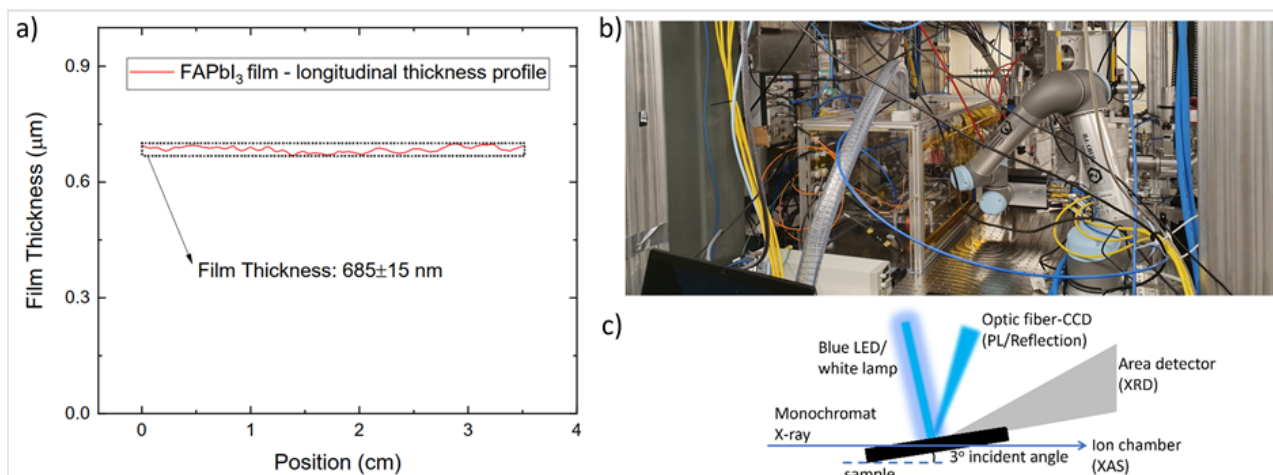 a)
FAPbI₃ film - longitudinal thickness profile
Film Thickness (μm)
0.9
0.6
0.3
0.0
Film Thickness: 685±15 nm
0
1
2
3
4
Position (cm)
b)
c)
Blue LED/
white lamp
Optic fiber-CCD
(PL/Reflection)
Area detector
(XRD)
Monochromat
X-ray
3° incident angle
Ion chamber
(XAS)
sample